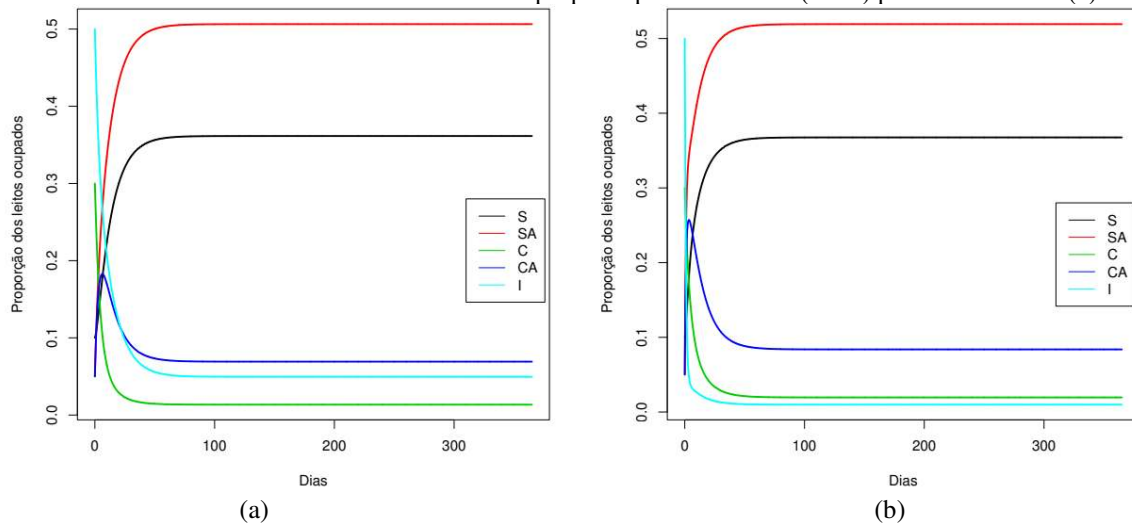 Proporção dos leitos ocupados
0.5
0.4
0.3
0.2
0.1
0.0
S
SA
C
CA
I
0
100
200
300
Dias
(a)
Proporção dos leitos ocupados
0.5
0.4
0.3
0.2
0.1
0.0
S
SA
C
CA
I
0
100
200
300
Dias
(b)